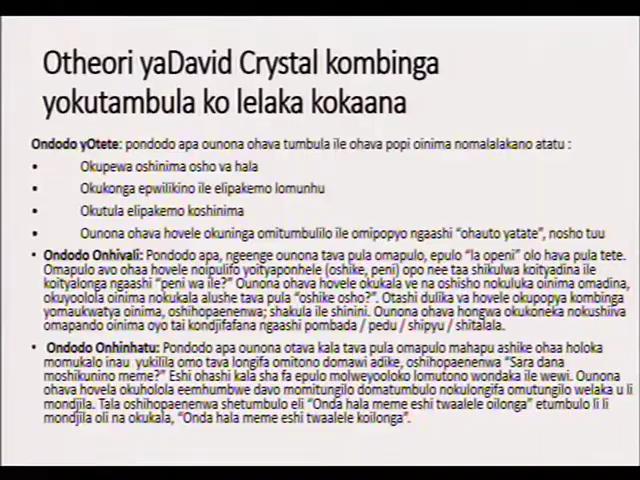 Otheori yaDavid Crystal kombinga
yokutambula ko lelaka kokaana
Ondodo yOtete: pondodo apa ounona ohava tumbula ile ohava popi oinima nomalalakano atatu :
• Okupewa oshinima osho va hala
• Okukonga epwilikino ile elipakemo lomunhu
• Okutula elipakemo koshinima
• Ounona ohava hovele okuninga omitumbulilo ile omipopyo ngaashi “ohauto yatate”, nosho tuu
• Ondodo Onhivali: Pondodo apa, ngeenge ounona tava pula omapulo, epulo “la openi” olo hava pula tete.
Omapulo avo ohaa hovele noipulifo yoityaponhele (oshike, peni) opo nee taa shikulwa koityadina ile
koityalonga ngaashi “peni wa ile?” Ounona ohava hovele okukala ve na oshisho nokuluka oinima omadina,
okuyoolola oinima nokukala alushe tava pula “oshike osho?”. Otashi dulika va hovele okupopya kombinga
yomaukwatya oinima, oshihopaenenwa; shakula ile shinini. Ounona ohava hongwa okukoneka nokushiiva
omapando oinima oyo tai kondjifafana ngaashi pombada / pedu / shipyu / shitalala.
• Ondodo Onhinhatu: Pondodo apa ounona otava kala tava pula omapulo mahapu ashike ohaa holoka
momukalo inau yukilila omo tava longifa omitono domawi adike, oshihopaenenwa “Sara dana
moshikunino meme?” Eshi ohashi kala sha fa epulo molweyooloko lomutono wondaka ile wewi. Ounona
ohava hovela okuholola eemhumbwe davo momitungilo domatumbulo nokulongifa omutungilo welaka u li
mondjila. Tala oshihopaenenwa shetumbulo eli “Onda hala meme eshi twaalele oilonga” etumbulo li li
mondjila oli na okukala, “Onda hala meme eshi twaalele koilonga”.